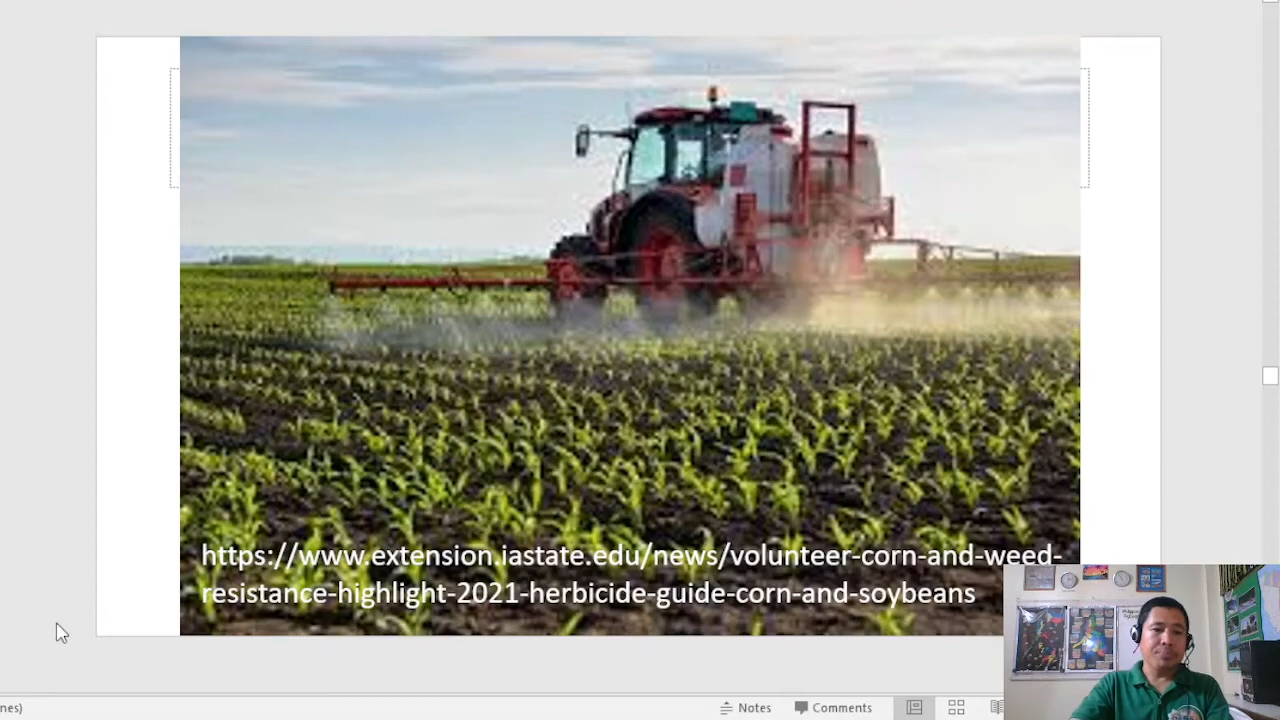 https://www.extension.iastate.edu/news/volunteer-corn-and-weed-
resistance-highlight-2021-herbicide-guide-corn-and-soybeans
nes)
Notes
Comments